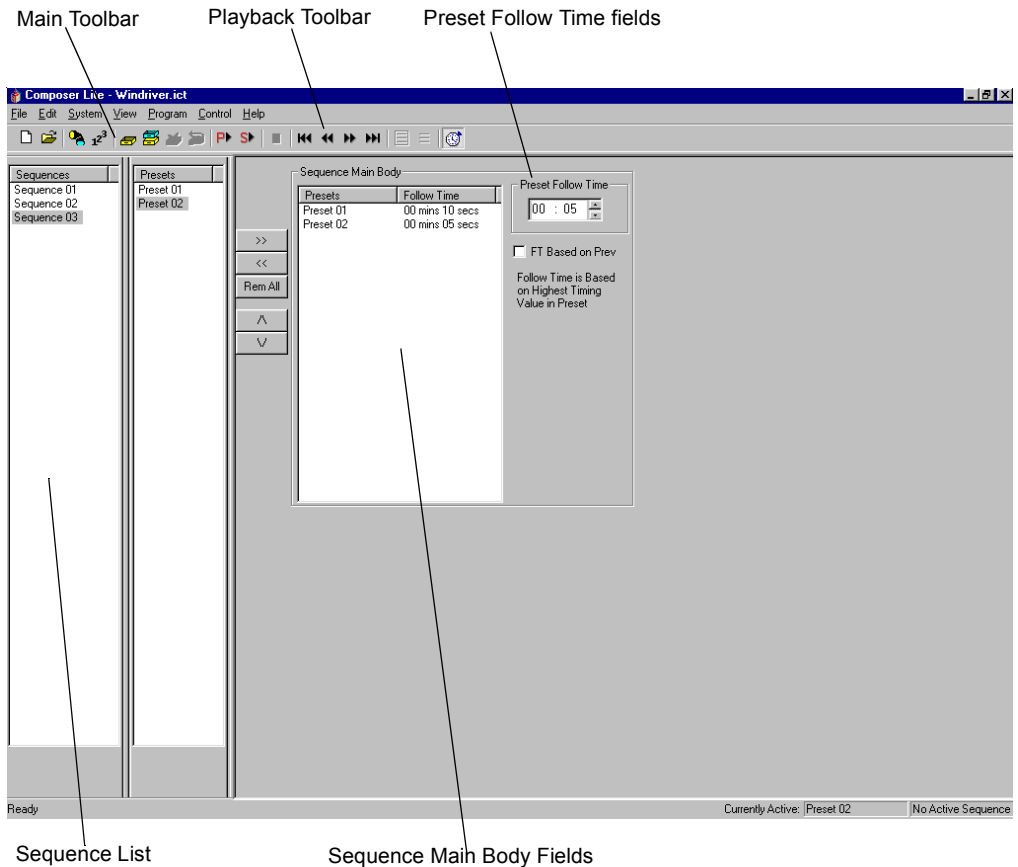 Main Toolbar
Playback Toolbar
Preset Follow Time fields
Composer Lite - Windriver.ict
File Edit System View Program Control Help
Sequences
Sequence 01
Sequence 02
Sequence 03
Presets
Preset 01
Preset 02
>>
<<
Rem All
/\
\/
Sequence Main Body
Presets Follow Time
Preset 01 00 mins 10 secs
Preset 02 00 mins 05 secs
Preset Follow Time
00 : 05
FT Based on Prev
Follow Time is Based
on Highest Timing
Value in Preset
Ready
Currently Active: Preset 02 No Active Sequence
Sequence List
Sequence Main Body Fields